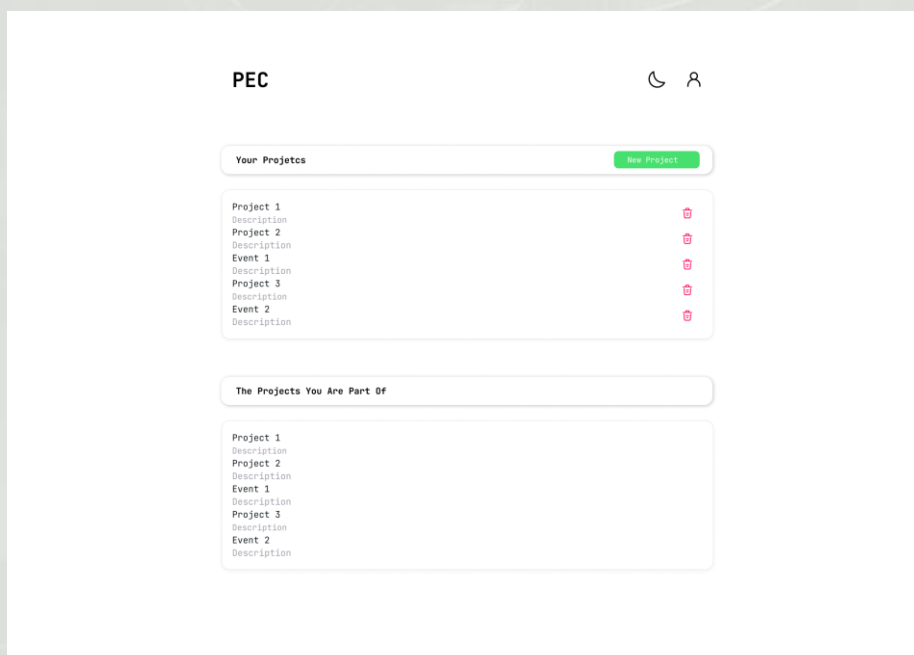 PEC
Your Projetcs
New Project
Project 1
Description
Project 2
Description
Event 1
Description
Project 3
Description
Event 2
Description
The Projects You Are Part Of
Project 1
Description
Project 2
Description
Event 1
Description
Project 3
Description
Event 2
Description